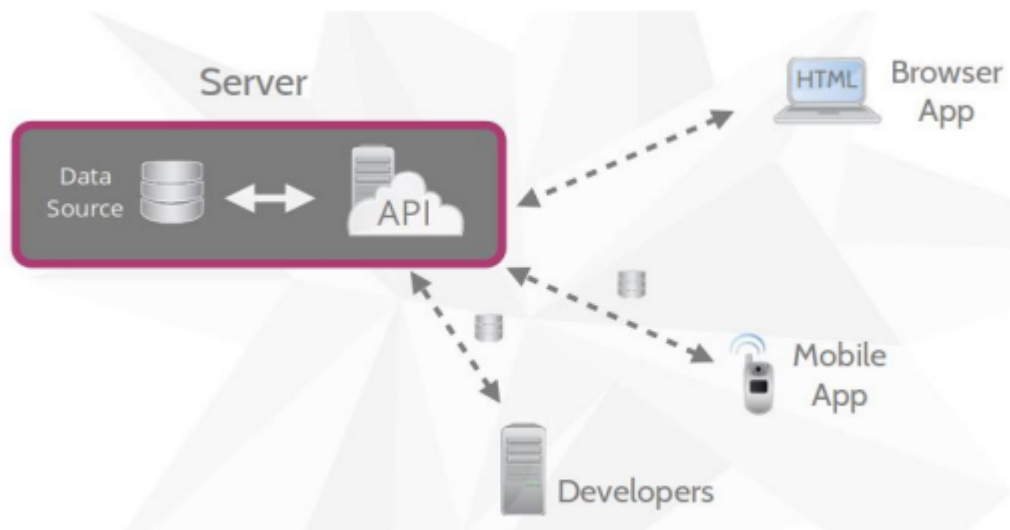 Server
Data
Source
API
HTML
Browser
App
Mobile
App
Developers